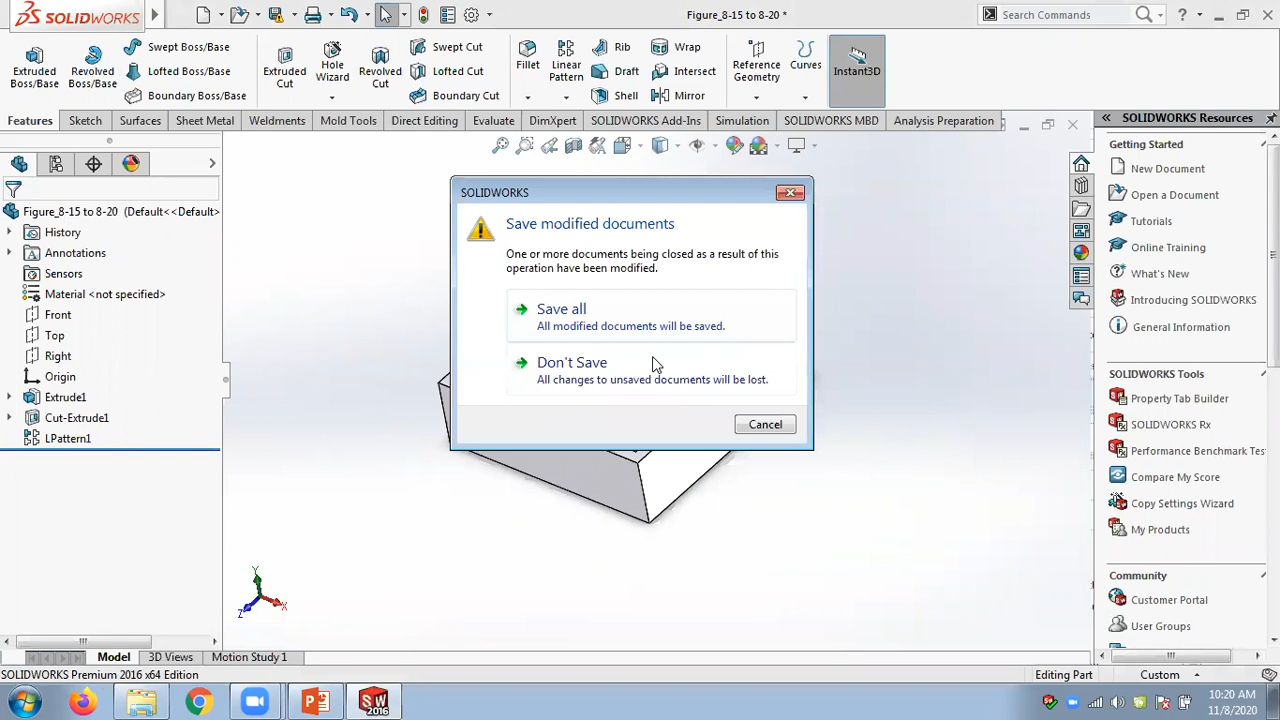 SOLIDWORKS
Figure_8-15 to 8-20 *
Search Commands
Extruded Boss/Base
Revolved Boss/Base
Swept Boss/Base
Lofted Boss/Base
Boundary Boss/Base
Extruded Cut
Hole Wizard
Revolved Cut
Swept Cut
Lofted Cut
Boundary Cut
Fillet
Linear Pattern
Rib
Draft
Shell
Wrap
Intersect
Mirror
Reference Geometry
Curves
Instant3D
Features
Sketch
Surfaces
Sheet Metal
Weldments
Mold Tools
Direct Editing
Evaluate
DimXpert
SOLIDWORKS Add-Ins
Simulation
SOLIDWORKS MBD
Analysis Preparation
Figure_8-15 to 8-20 (Default<<Default>
History
Annotations
Sensors
Material <not specified>
Front
Top
Right
Origin
Extrude1
Cut-Extrude1
LPattern1
SOLIDWORKS
Save modified documents
One or more documents being closed as a result of this
operation have been modified.
Save all
All modified documents will be saved.
Don't Save
All changes to unsaved documents will be lost.
Cancel
Y
Z
X
SOLIDWORKS Resources
Getting Started
New Document
Open a Document
Tutorials
Online Training
What's New
Introducing SOLIDWORKS
General Information
SOLIDWORKS Tools
Property Tab Builder
SOLIDWORKS Rx
Performance Benchmark Tes
Compare My Score
Copy Settings Wizard
My Products
Community
Customer Portal
User Groups
Model
3D Views
Motion Study 1
SOLIDWORKS Premium 2016 x64 Edition
Editing Part
Custom
SW
2016
10:20 AM
11/8/2020